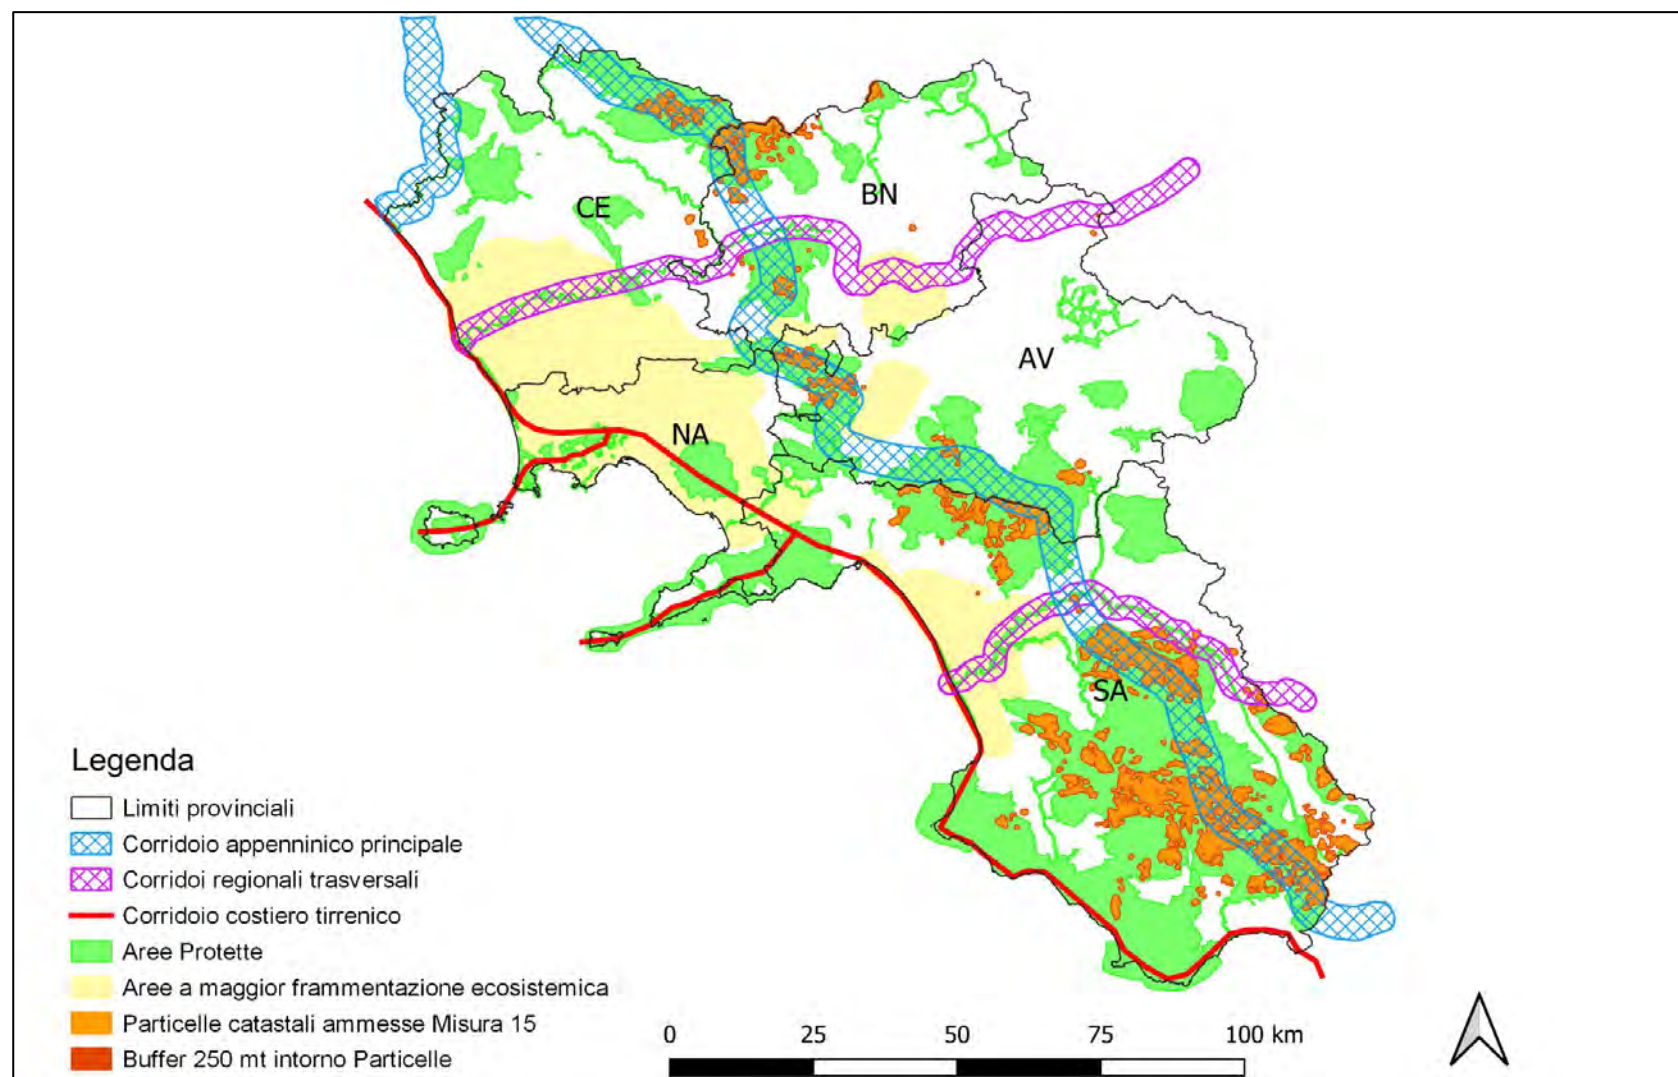 BN
CE
AV
NA
SA
Legenda
Limiti provinciali
Corridoio appenninico principale
Corridoi regionali trasversali
Corridoio costiero tirrenico
Aree Protette
Aree a maggior frammentazione ecosistemica
Particelle catastali ammesse Misura 15
Buffer 250 mt intorno Particelle
0 25 50 75 100 km